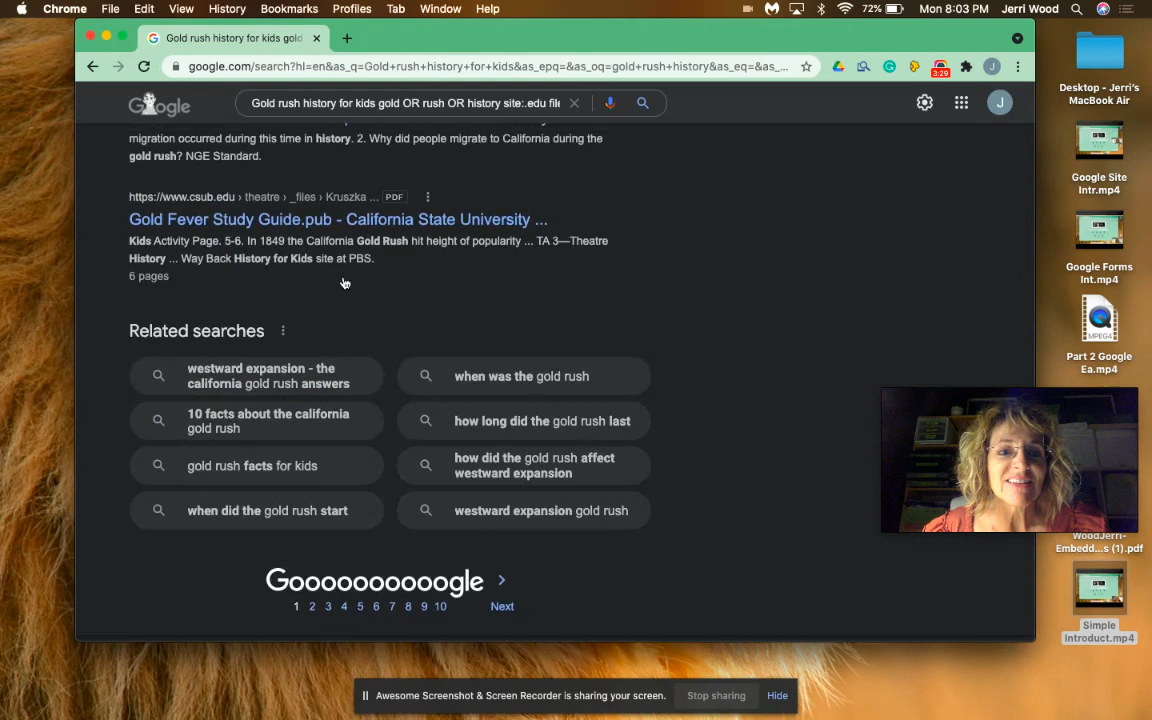 Chrome File Edit View History Bookmarks Profiles Tab Window Help 72% Mon 8:03 PM Jerri Wood
Gold rush history for kids gold
google.com/search?hl=en&as_q=Gold+rush+history+for+kids&as_epq=&as_oq=gold+rush+history&as_eq=&as_...
3:29
J
Google
Gold rush history for kids gold OR rush OR history site:.edu file
J
migration occurred during this time in history. 2. Why did people migrate to California during the
gold rush? NGE Standard.
https://www.csub.edu › theatre › _files › Kruszka ... PDF
Gold Fever Study Guide.pub - California State University ...
Kids Activity Page. 5-6. In 1849 the California Gold Rush hit height of popularity ... TA 3—Theatre
History ... Way Back History for Kids site at PBS.
6 pages
Related searches
westward expansion - the
california gold rush answers
when was the gold rush
10 facts about the california
gold rush
how long did the gold rush last
gold rush facts for kids
how did the gold rush affect
westward expansion
when did the gold rush start
westward expansion gold rush
Goooooooooogle
1 2 3 4 5 6 7 8 9 10 Next
Awesome Screenshot & Screen Recorder is sharing your screen. Stop sharing Hide
Desktop - Jerri's
MacBook Air
Google Site
Intr.mp4
Google Forms
Int.mp4
MPEG4
Part 2 Google
Ea.mp4
WoodJerri-
Embedd...s (1).pdf
Simple
Introduct.mp4